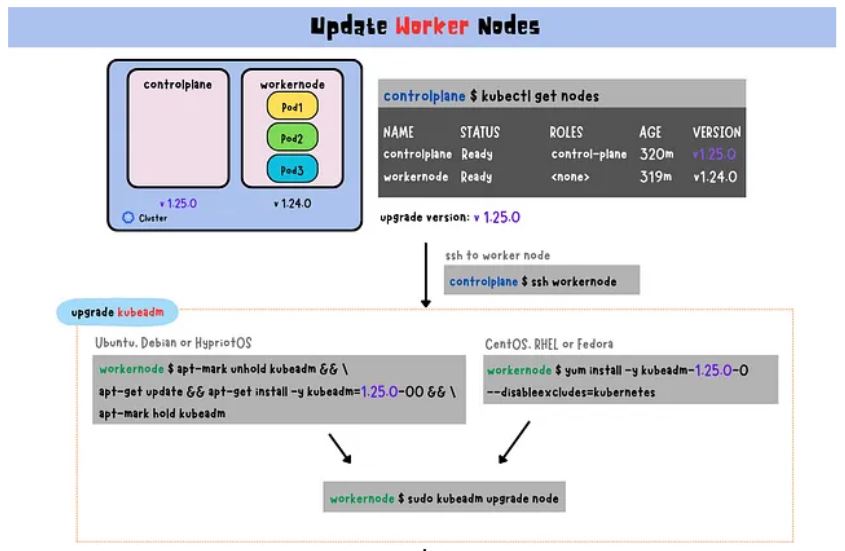 Update Worker Nodes
controlplane
workernode
Pod1
Pod2
Pod3
v 1.25.0
v 1.24.0
Cluster
controlplane $ kubectl get nodes
NAME STATUS ROLES AGE VERSION
controlplane Ready control-plane 320m v1.25.0
workernode Ready <none> 319m v1.24.0
upgrade version: v 1.25.0
ssh to worker node
controlplane $ ssh workernode
upgrade kubeadm
Ubuntu, Debian or HypriotOS
workernode $ apt-mark unhold kubeadm && \
apt-get update && apt-get install -y kubeadm=1.25.0-00 && \
apt-mark hold kubeadm
CentOS, RHEL or Fedora
workernode $ yum install -y kubeadm-1.25.0-0
--disableexcludes=kubernetes
workernode $ sudo kubeadm upgrade node